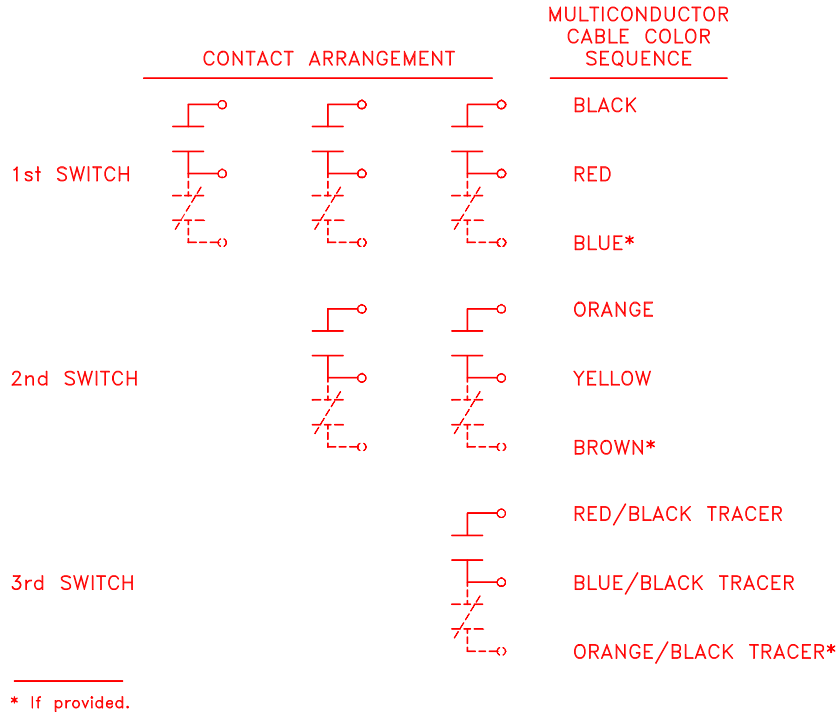 MULTICONDUCTOR
CABLE COLOR
CONTACT ARRANGEMENT SEQUENCE
BLACK
1st SWITCH RED
BLUE*
ORANGE
2nd SWITCH YELLOW
BROWN*
RED/BLACK TRACER
3rd SWITCH BLUE/BLACK TRACER
ORANGE/BLACK TRACER*
* If provided.